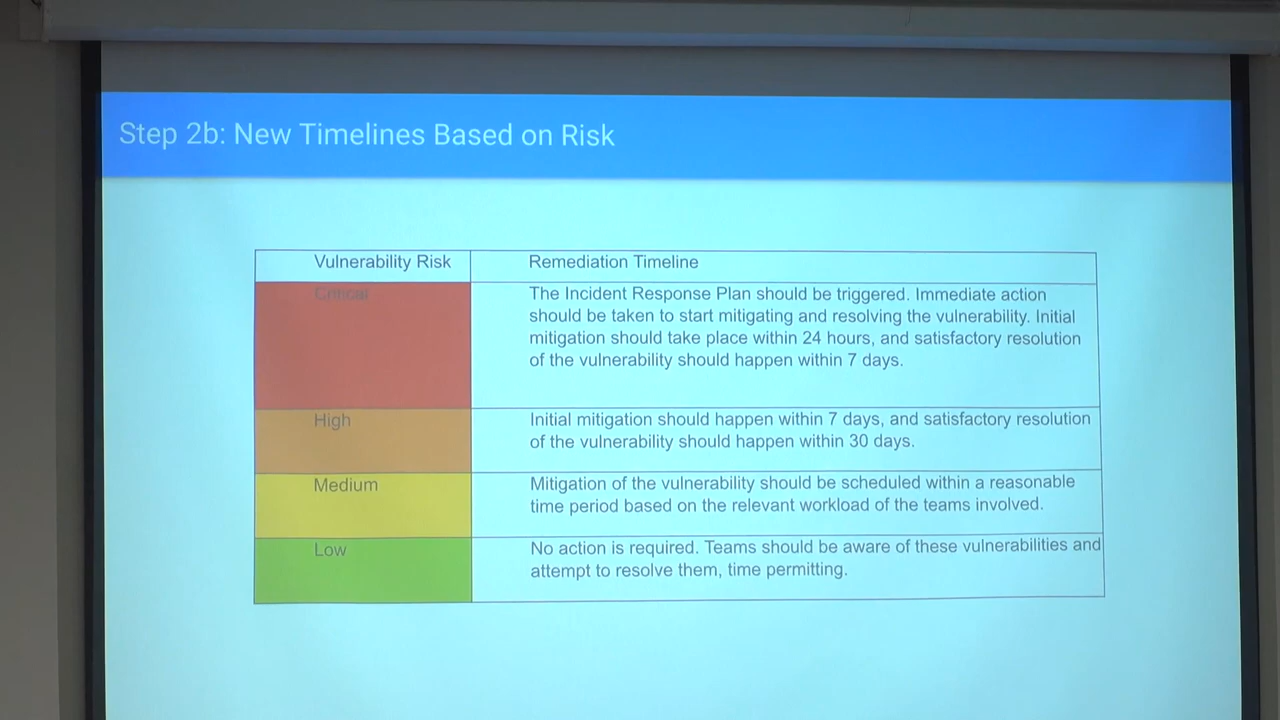 Step 2b: New Timelines Based on Risk
Vulnerability Risk
Remediation Timeline
Critical
The Incident Response Plan should be triggered. Immediate action
should be taken to start mitigating and resolving the vulnerability. Initial
mitigation should take place within 24 hours, and satisfactory resolution
of the vulnerability should happen within 7 days.
High
Initial mitigation should happen within 7 days, and satisfactory resolution
of the vulnerability should happen within 30 days.
Medium
Mitigation of the vulnerability should be scheduled within a reasonable
time period based on the relevant workload of the teams involved.
Low
No action is required. Teams should be aware of these vulnerabilities and
attempt to resolve them, time permitting.